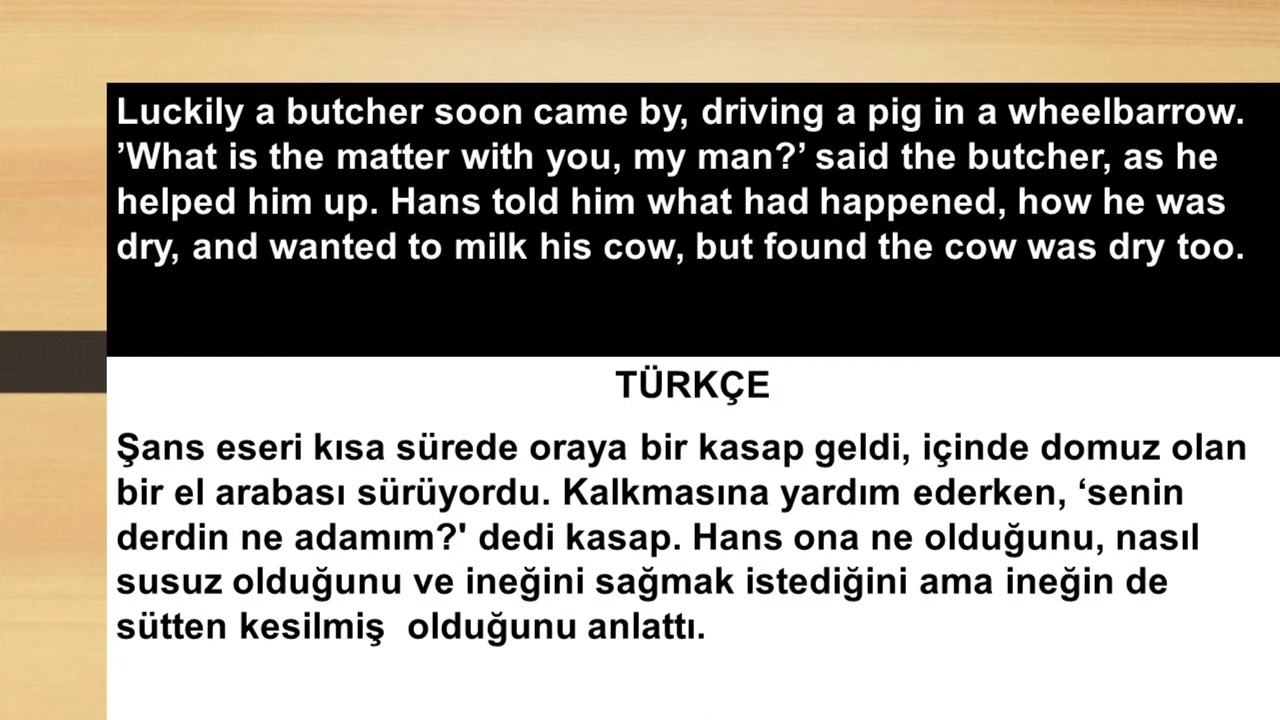 Luckily a butcher soon came by, driving a pig in a wheelbarrow.
’What is the matter with you, my man?’ said the butcher, as he
helped him up. Hans told him what had happened, how he was
dry, and wanted to milk his cow, but found the cow was dry too.
TÜRKÇE
Şans eseri kısa sürede oraya bir kasap geldi, içinde domuz olan
bir el arabası sürüyordu. Kalkmasına yardım ederken, ‘senin
derdin ne adamım?' dedi kasap. Hans ona ne olduğunu, nasıl
susuz olduğunu ve ineğini sağmak istediğini ama ineğin de
sütten kesilmiş  olduğunu anlattı.